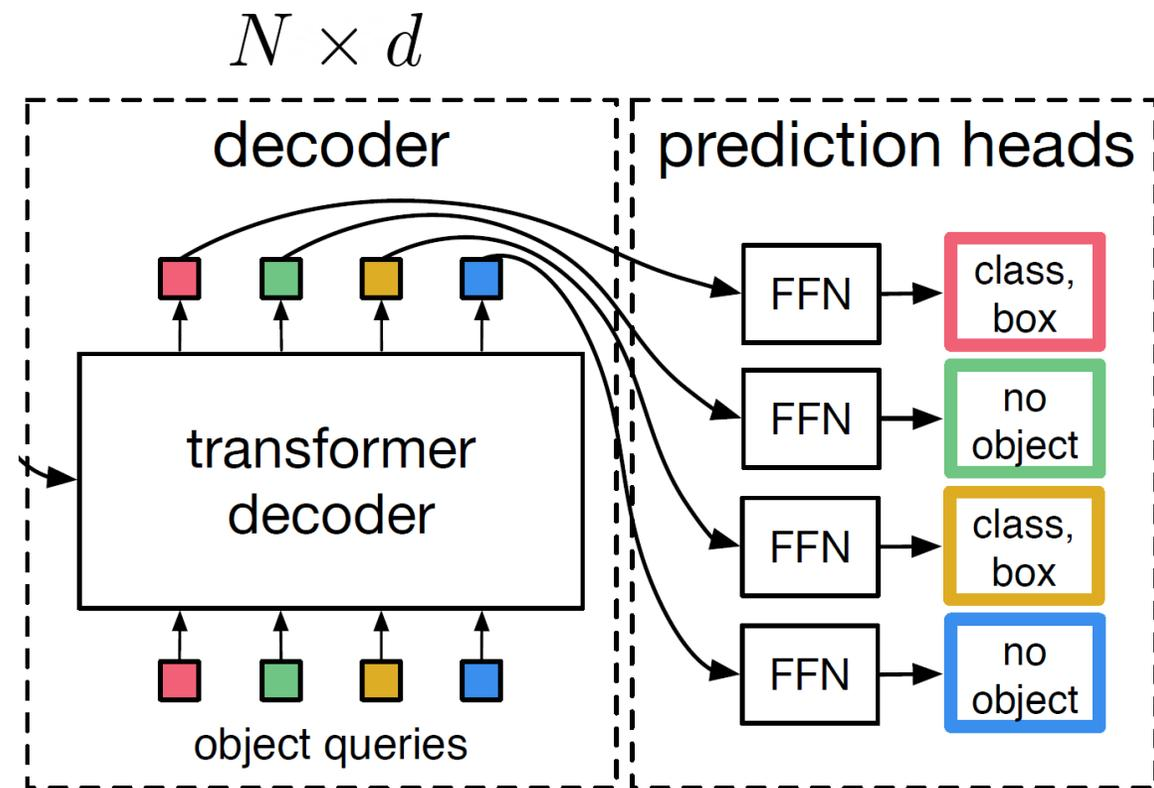 N × d
decoder
prediction heads
transformer
decoder
object queries
FFN
class,
box
FFN
no
object
FFN
class,
box
FFN
no
object